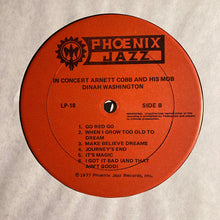 PHOENIX
JAZZ
IN CONCERT ARNETT COBB AND HIS MOB
DINAH WASHINGTON
LP-18
SIDE B
1. GO RED GO
2. WHEN I GROW TOO OLD TO
DREAM
3. MAKE BELIEVE DREAMS
4. JOURNEY'S END
5. IT'S MAGIC
6. I GOT IT BAD (AND THAT
AIN'T GOOD)
©1977 Phoenix Jazz Records, Inc.